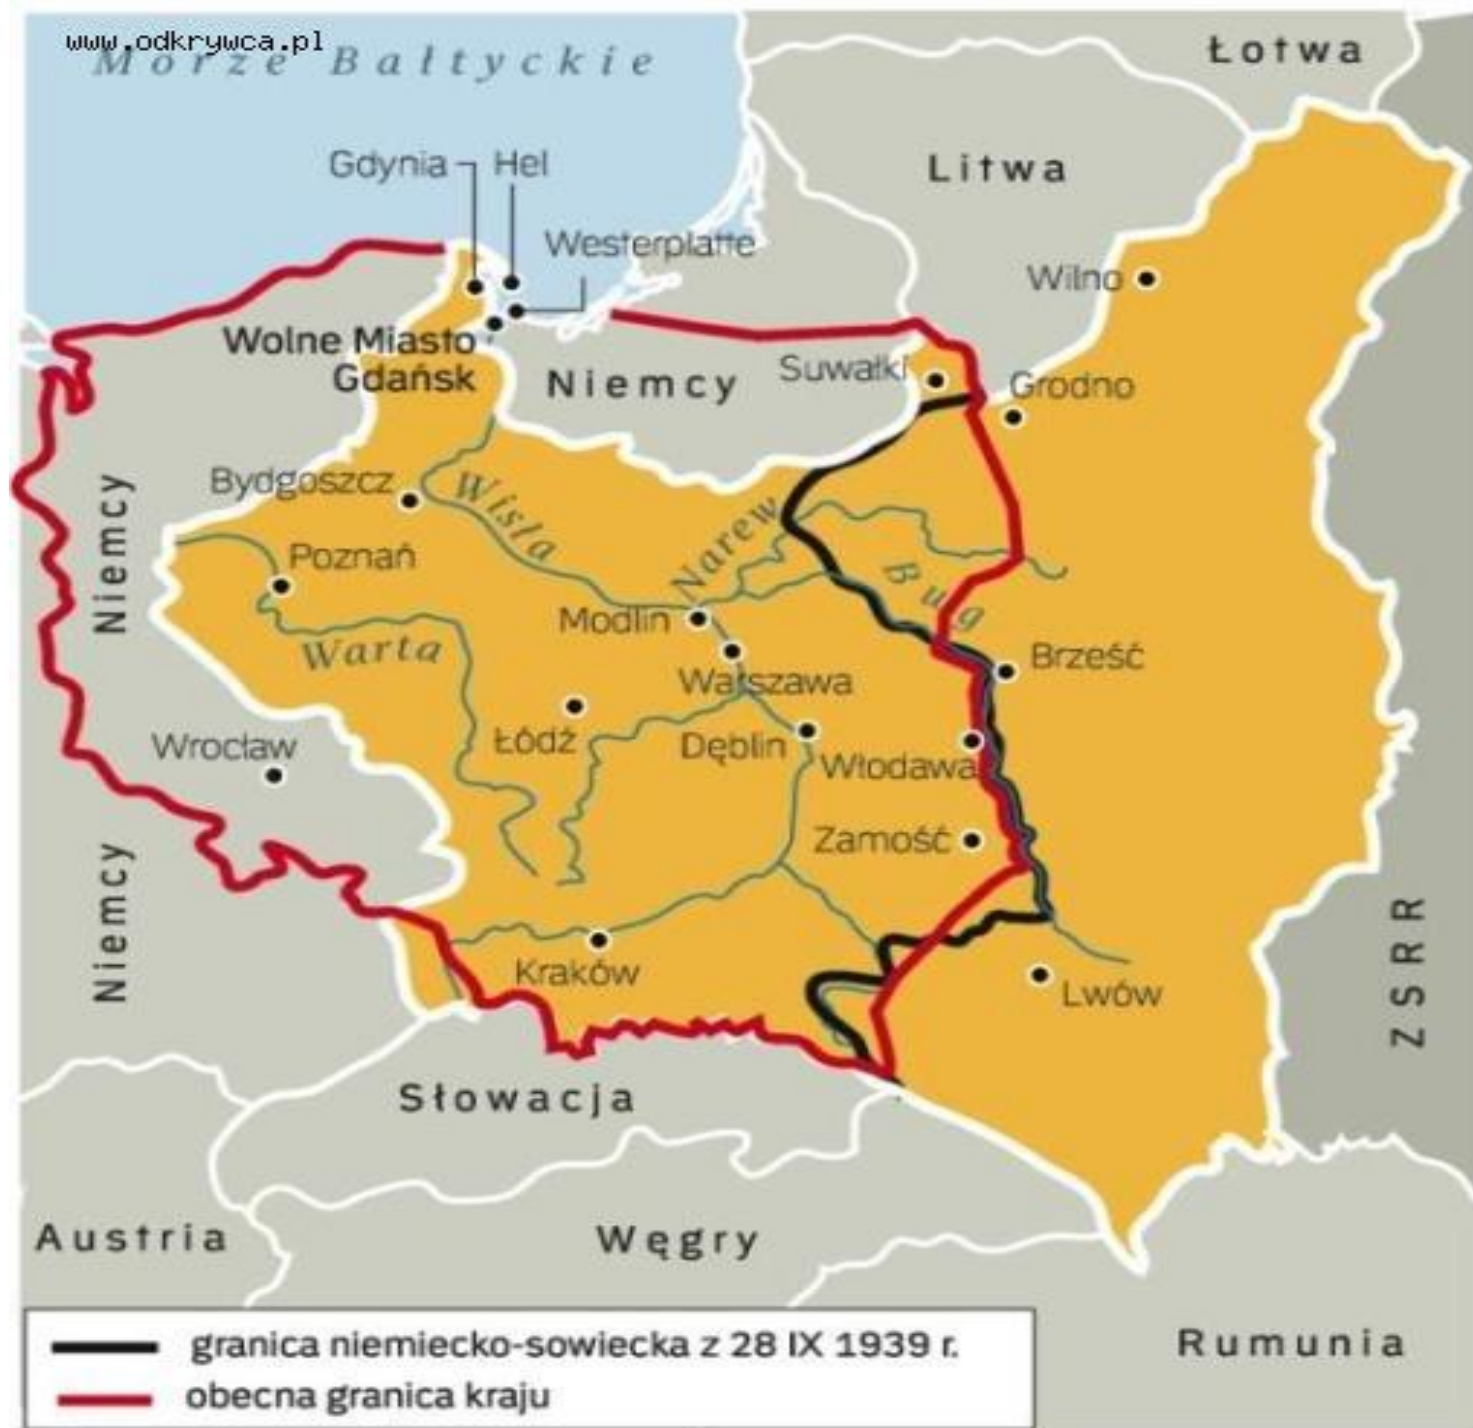 www.odkrywca.pl
Morze Bałtyckie
Łotwa
Litwa
Gdynia
Hel
Westerplatte
Wilno
Wolne Miasto
Gdańsk
Niemcy
Suwałki
Grodno
Bydgoszcz
Wisła
Narew
Bug
Niemcy
Poznań
Modlin
Warta
Warszawa
Brześć
Wrocław
Łódź
Dęblin
Włodawa
Zamość
Niemcy
Kraków
Lwów
ZSRR
Słowacja
Austria
Węgry
Rumunia
granica niemiecko-sowiecka z 28 IX 1939 r.
obecna granica kraju